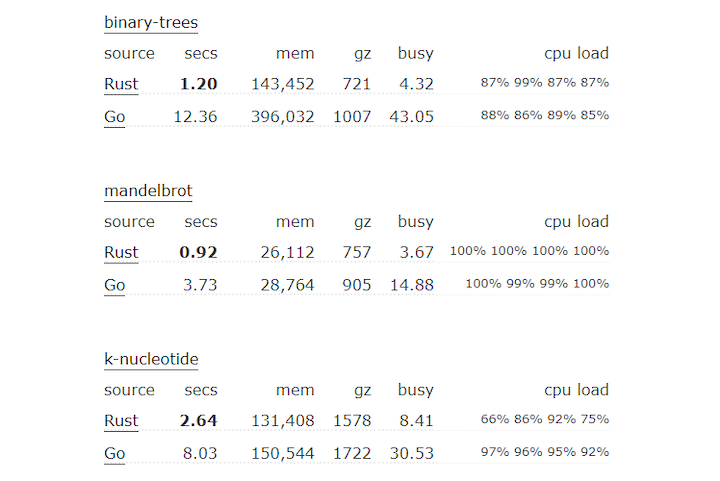 binary-trees
source secs mem gz busy cpu load
Rust 1.20 143,452 721 4.32 87% 99% 87% 87%
Go 12.36 396,032 1007 43.05 88% 86% 89% 85%
mandelbrot
source secs mem gz busy cpu load
Rust 0.92 26,112 757 3.67 100% 100% 100% 100%
Go 3.73 28,764 905 14.88 100% 99% 99% 100%
k-nucleotide
source secs mem gz busy cpu load
Rust 2.64 131,408 1578 8.41 66% 86% 92% 75%
Go 8.03 150,544 1722 30.53 97% 96% 95% 92%